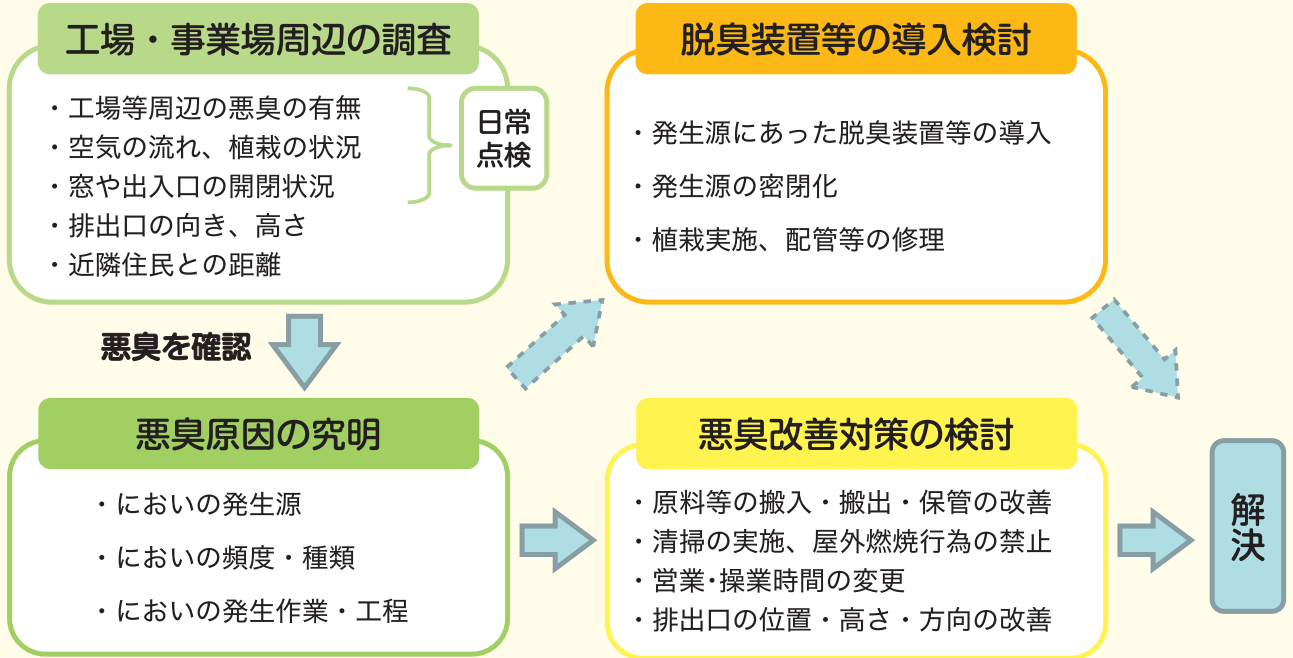 工場・事業場周辺の調査
・工場等周辺の悪臭の有無
・空気の流れ、植栽の状況
・窓や出入口の開閉状況
・排出口の向き、高さ
・近隣住民との距離
日常
点検
悪臭を確認
悪臭原因の究明
・においの発生源
・においの頻度・種類
・においの発生作業・工程
脱臭装置等の導入検討
・発生源にあった脱臭装置等の導入
・発生源の密閉化
・植栽実施、配管等の修理
悪臭改善対策の検討
・原料等の搬入・搬出・保管の改善
・清掃の実施、屋外燃焼行為の禁止
・営業・操業時間の変更
・排出口の位置・高さ・方向の改善
解決